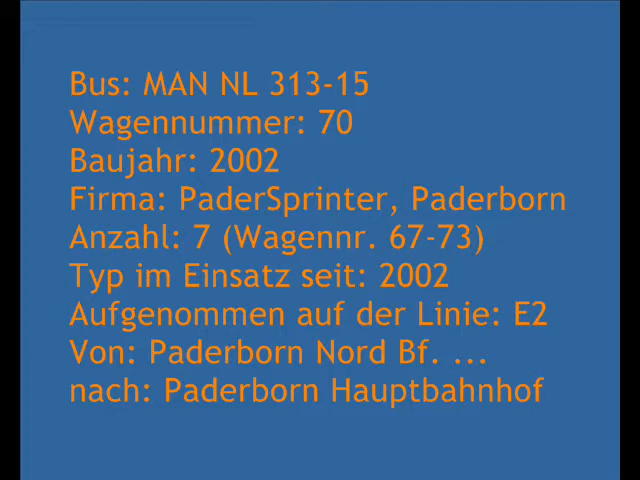 Bus: MAN NL 313-15
Wagennummer: 70
Baujahr: 2002
Firma: PaderSprinter, Paderborn
Anzahl: 7 (Wagennr. 67-73)
Typ im Einsatz seit: 2002
Aufgenommen auf der Linie: E2
Von: Paderborn Nord Bf. ...
nach: Paderborn Hauptbahnhof